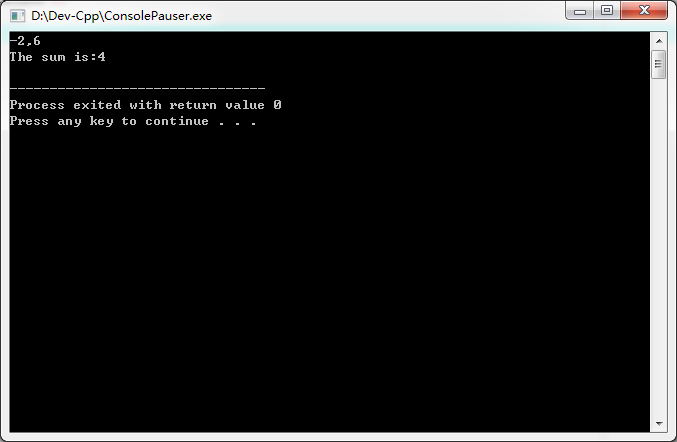 D:\Dev-Cpp\ConsolePauser.exe
-2,6
The sum is:4
--------------------------------
Process exited with return value 0
Press any key to continue . . .